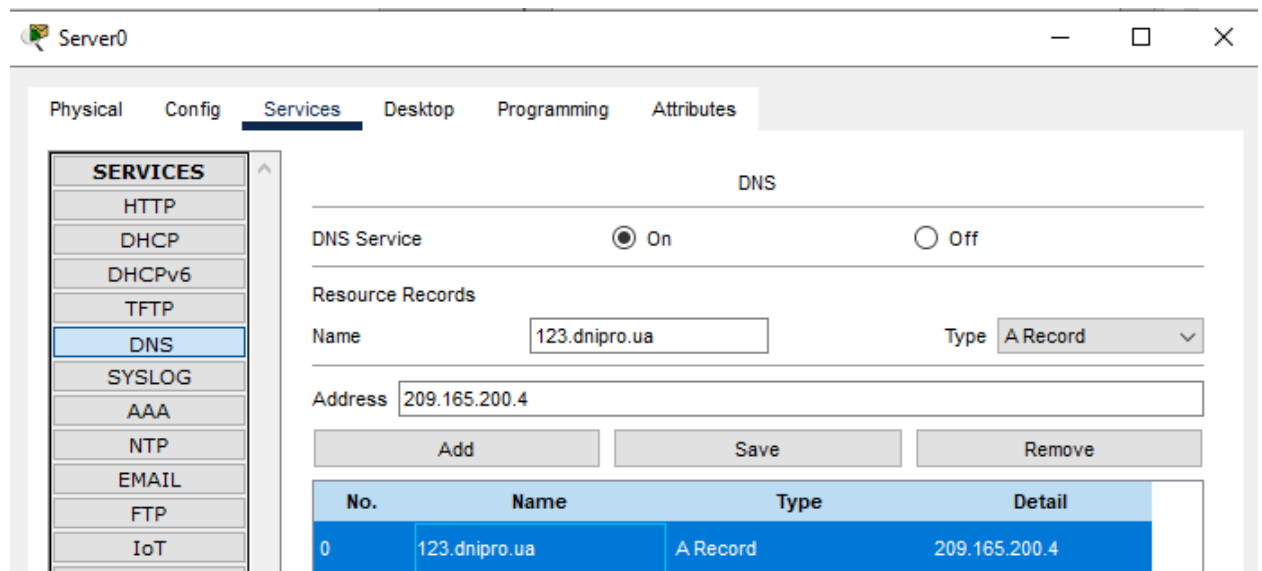 Server0
Physical Config Services Desktop Programming Attributes
SERVICES
HTTP
DHCP
DHCPv6
TFTP
DNS
SYSLOG
AAA
NTP
EMAIL
FTP
IoT
DNS
DNS Service On Off
Resource Records
Name 123.dnipro.ua Type A Record
Address 209.165.200.4
Add Save Remove
No. Name Type Detail
0 123.dnipro.ua A Record 209.165.200.4